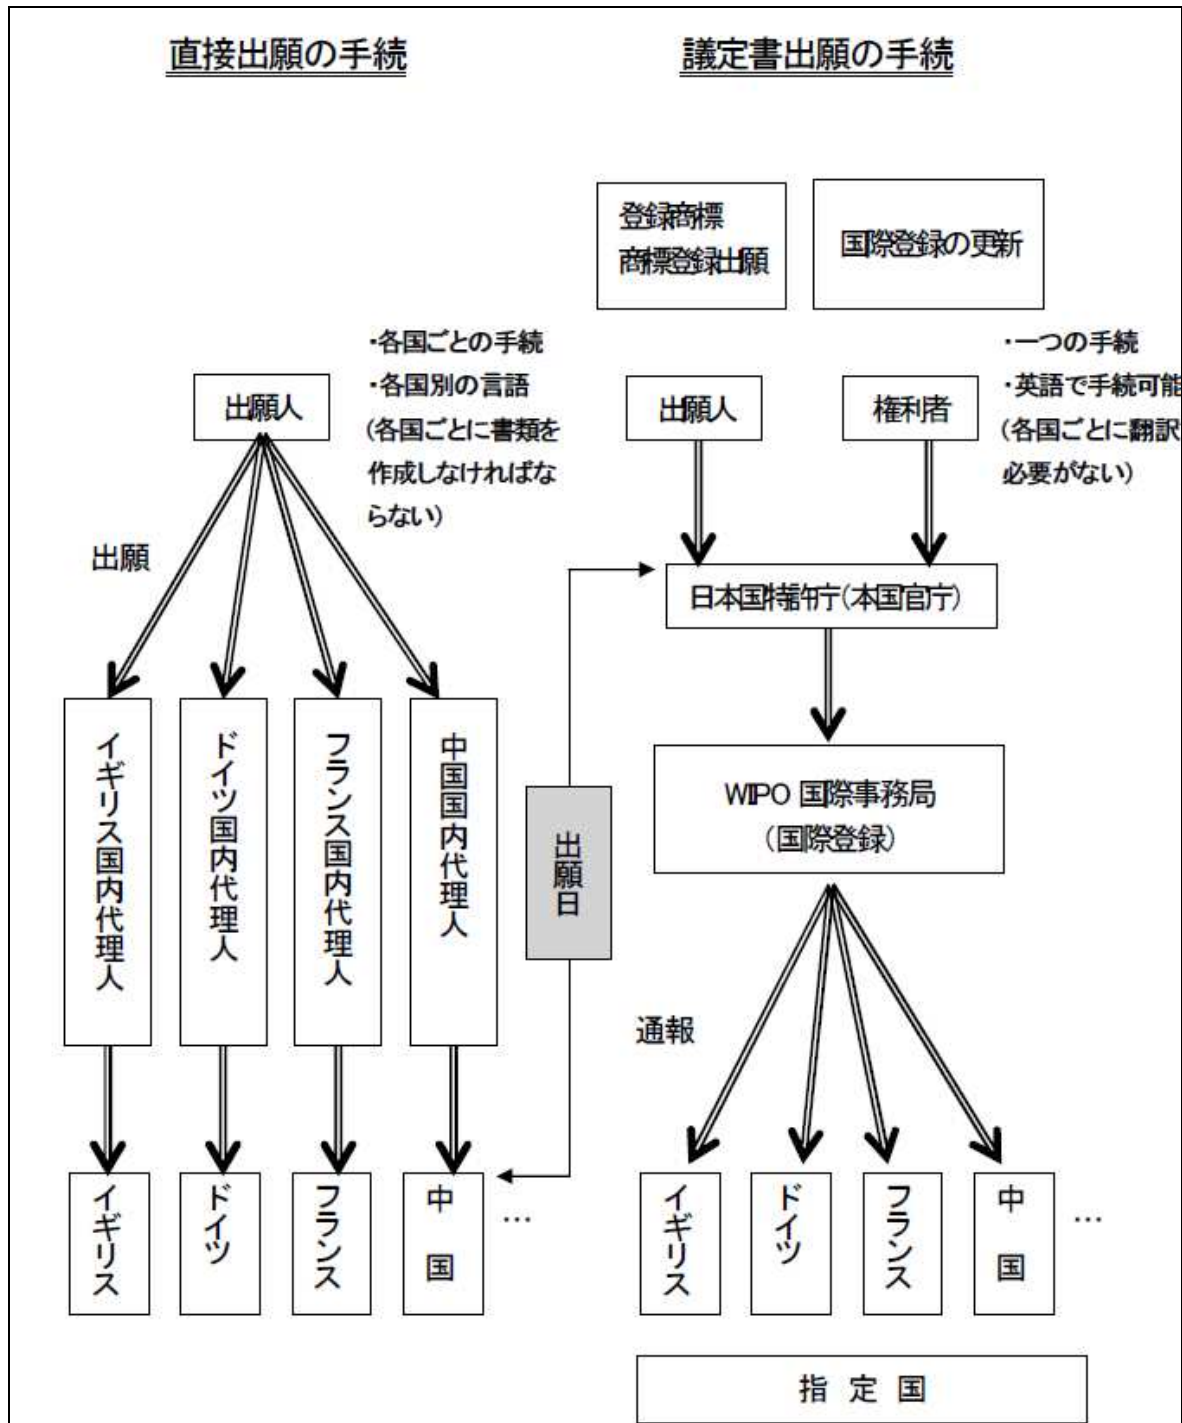 直接出願の手続
議定書出願の手続
登録商標
商標登録出願
国際登録の更新
・各国ごとの手続
・各国別の言語
(各国ごとに書類を
作成しなければな
らない)
・一つの手続
・英語で手続可能
(各国ごとに翻訳
必要がない)
出願人
出願人
権利者
出願
日本国特許庁(本国官庁)
イギリス国内代理人
ドイツ国内代理人
フランス国内代理人
中国国内代理人
出願日
WIPO 国際事務局
(国際登録)
通報
イギリス
ドイツ
フランス
中国
…
イギリス
ドイツ
フランス
中国
…
指定国